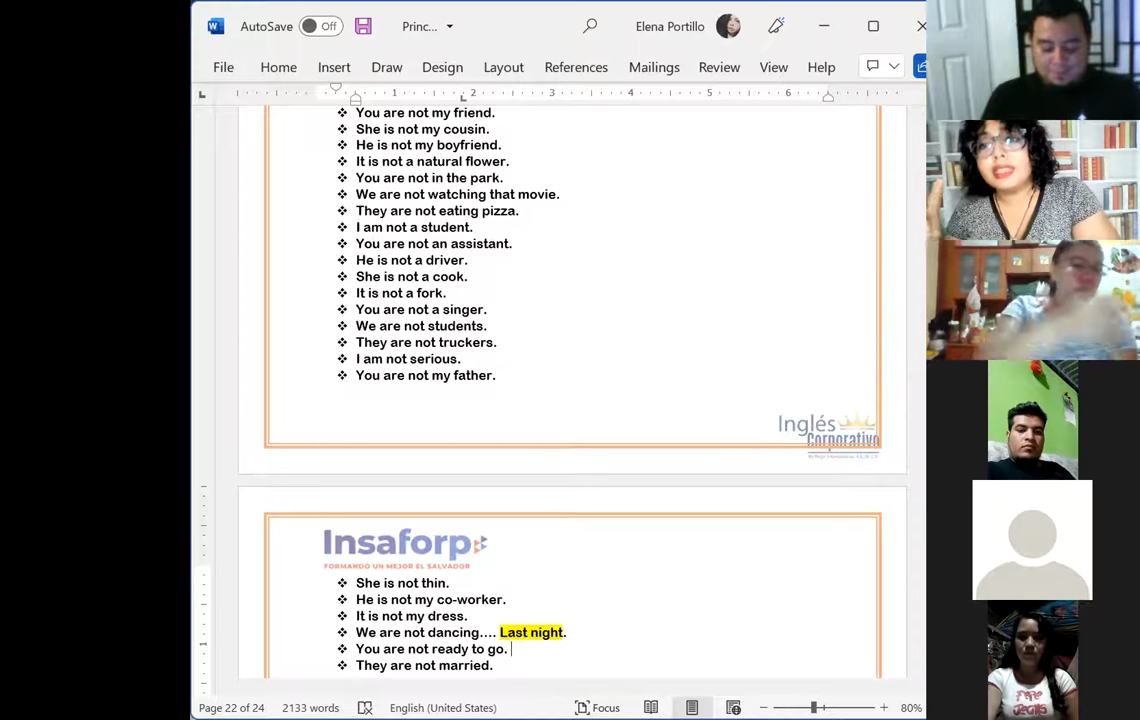 AutoSave Off Princ... Elena Portillo
File Home Insert Draw Design Layout References Mailings Review View Help
1 2 3 4 5 6
You are not my friend.
She is not my cousin.
He is not my boyfriend.
It is not a natural flower.
You are not in the park.
We are not watching that movie.
They are not eating pizza.
I am not a student.
You are not an assistant.
He is not a driver.
She is not a cook.
It is not a fork.
You are not a singer.
We are not students.
They are not truckers.
I am not serious.
You are not my father.
Inglés
Corporativo
Insaforp
FORMANDO UN MEJOR EL SALVADOR
She is not thin.
He is not my co-worker.
It is not my dress.
We are not dancing.... Last night.
You are not ready to go.
They are not married.
Page 22 of 24 2133 words English (United States) Focus 80%